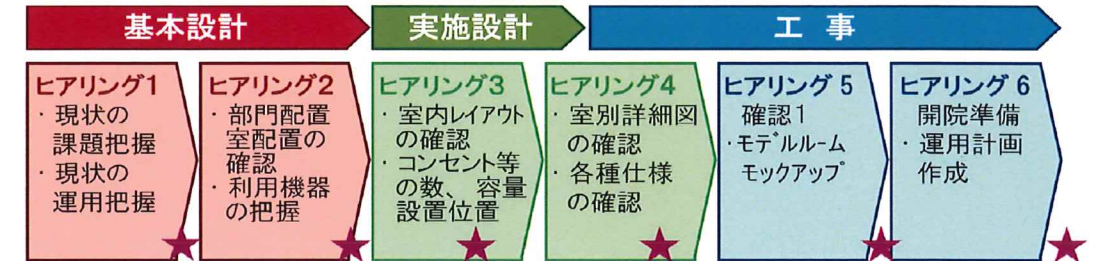 基本設計
実施設計
工 事
ヒアリング1
・ 現状の
課題把握
・ 現状の
運用把握
ヒアリング2
・ 部門配置
室配置の
確認
・ 利用機器
の把握
ヒアリング3
・ 室内レイアウト
の確認
・ コンセント等
の数、 容量
設置位置
ヒアリング4
・ 室別詳細図
の確認
・ 各種仕様
の確認
ヒアリング 5
確認1
・モデルルーム
モックアップ
ヒアリング 6
開院準備
・ 運用計画
作成